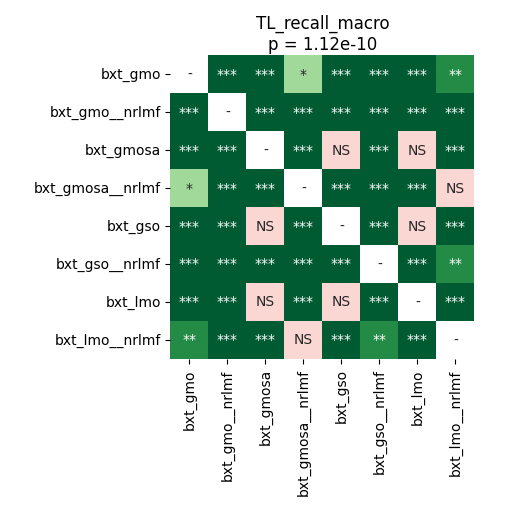 TL_recall_macro
p = 1.12e-10
bxt_gmo - *** *** * *** *** *** **
bxt_gmo__nrlmf *** - *** *** *** *** *** ***
bxt_gmosa *** *** - *** NS *** NS ***
bxt_gmosa__nrlmf * *** *** - *** *** *** NS
bxt_gso *** *** NS *** - *** NS ***
bxt_gso__nrlmf *** *** *** *** *** - *** **
bxt_lmo *** *** NS *** NS *** - ***
bxt_lmo__nrlmf ** *** *** NS *** ** *** -
bxt_gmo
bxt_gmo__nrlmf
bxt_gmosa
bxt_gmosa__nrlmf
bxt_gso
bxt_gso__nrlmf
bxt_lmo
bxt_lmo__nrlmf